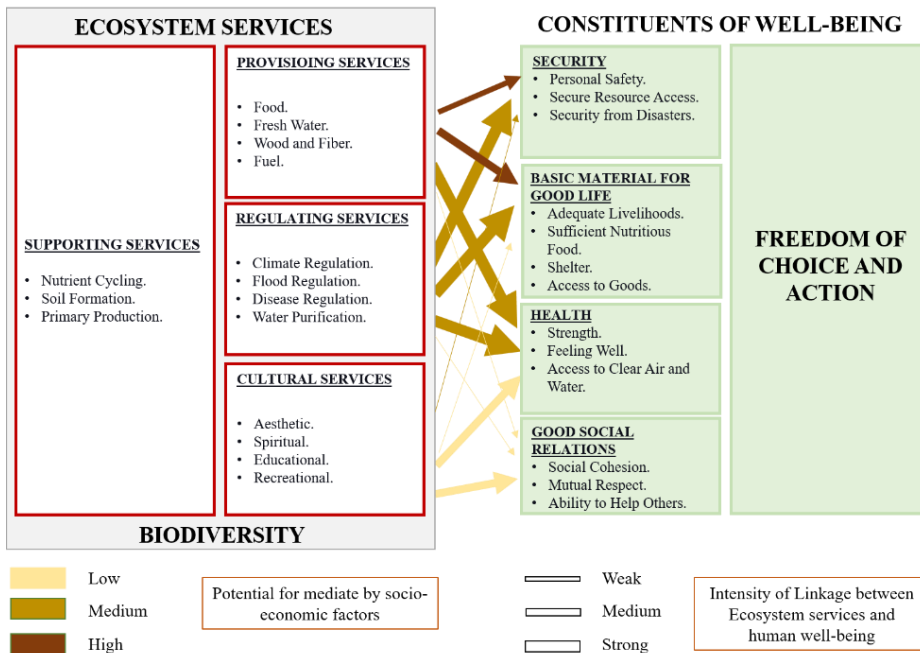 ECOSYSTEM SERVICES
SUPPORTING SERVICES
• Nutrient Cycling.
• Soil Formation.
• Primary Production.
PROVISIOING SERVICES
• Food.
• Fresh Water.
• Wood and Fiber.
• Fuel.
REGULATING SERVICES
• Climate Regulation.
• Flood Regulation.
• Disease Regulation.
• Water Purification.
CULTURAL SERVICES
• Aesthetic.
• Spiritual.
• Educational.
• Recreational.
BIODIVERSITY
CONSTITUENTS OF WELL-BEING
SECURITY
• Personal Safety.
• Secure Resource Access.
• Security from Disasters.
BASIC MATERIAL FOR
GOOD LIFE
• Adequate Livelihoods.
• Sufficient Nutritious
Food.
• Shelter.
• Access to Goods.
HEALTH
• Strength.
• Feeling Well.
• Access to Clear Air and
Water.
GOOD SOCIAL
RELATIONS
• Social Cohesion.
• Mutual Respect.
• Ability to Help Others.
FREEDOM OF
CHOICE AND
ACTION
Low
Medium
High
Potential for mediate by socio-
economic factors
Weak
Medium
Strong
Intensity of Linkage between
Ecosystem services and
human well-being